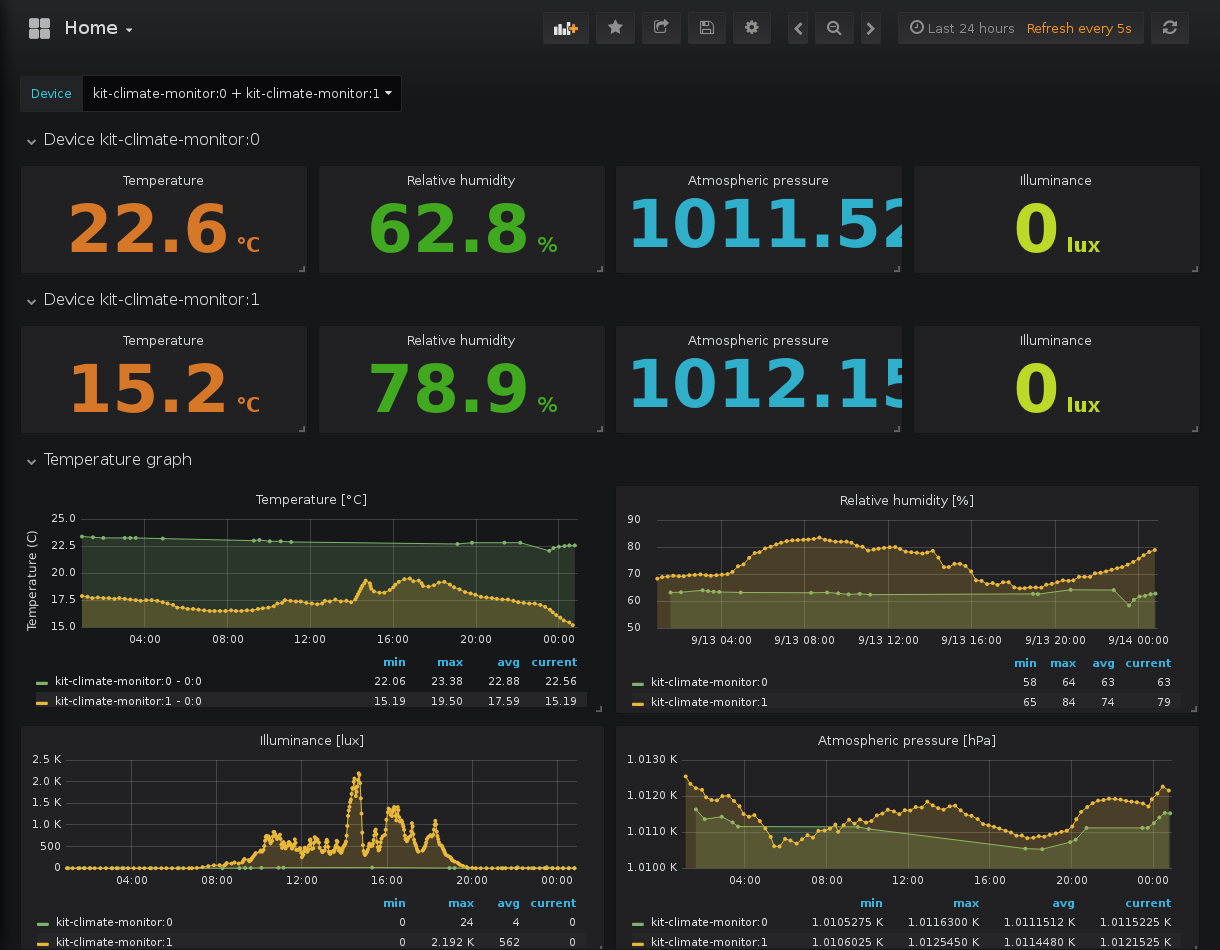 Home
Last 24 hours Refresh every 5s
Device kit-climate-monitor:0 + kit-climate-monitor:1
Device kit-climate-monitor:0
Temperature Relative humidity Atmospheric pressure Illuminance
22.6 °C 62.8 % 1011.52 0 lux
Device kit-climate-monitor:1
Temperature Relative humidity Atmospheric pressure Illuminance
15.2 °C 78.9 % 1012.15 0 lux
Temperature graph
Temperature [°C]
Temperature (C)
25.0
22.5
20.0
17.5
15.0
04:00 08:00 12:00 16:00 20:00 00:00
min max avg current
kit-climate-monitor:0 - 0:0 22.06 23.38 22.88 22.56
kit-climate-monitor:1 - 0:0 15.19 19.50 17.59 15.19
Relative humidity [%]
90
80
70
60
50
9/13 04:00 9/13 08:00 9/13 12:00 9/13 16:00 9/13 20:00 9/14 00:00
min max avg current
kit-climate-monitor:0 58 64 63 63
kit-climate-monitor:1 65 84 74 79
Illuminance [lux]
2.5 K
2.0 K
1.5 K
1.0 K
500
0
04:00 08:00 12:00 16:00 20:00 00:00
min max avg current
kit-climate-monitor:0 0 24 4 0
kit-climate-monitor:1 0 2.192 K 562 0
Atmospheric pressure [hPa]
1.0130 K
1.0120 K
1.0110 K
1.0100 K
04:00 08:00 12:00 16:00 20:00 00:00
min max avg current
kit-climate-monitor:0 1.0105275 K 1.0116300 K 1.0111512 K 1.0115225 K
kit-climate-monitor:1 1.0106025 K 1.0125450 K 1.0114480 K 1.0121525 K